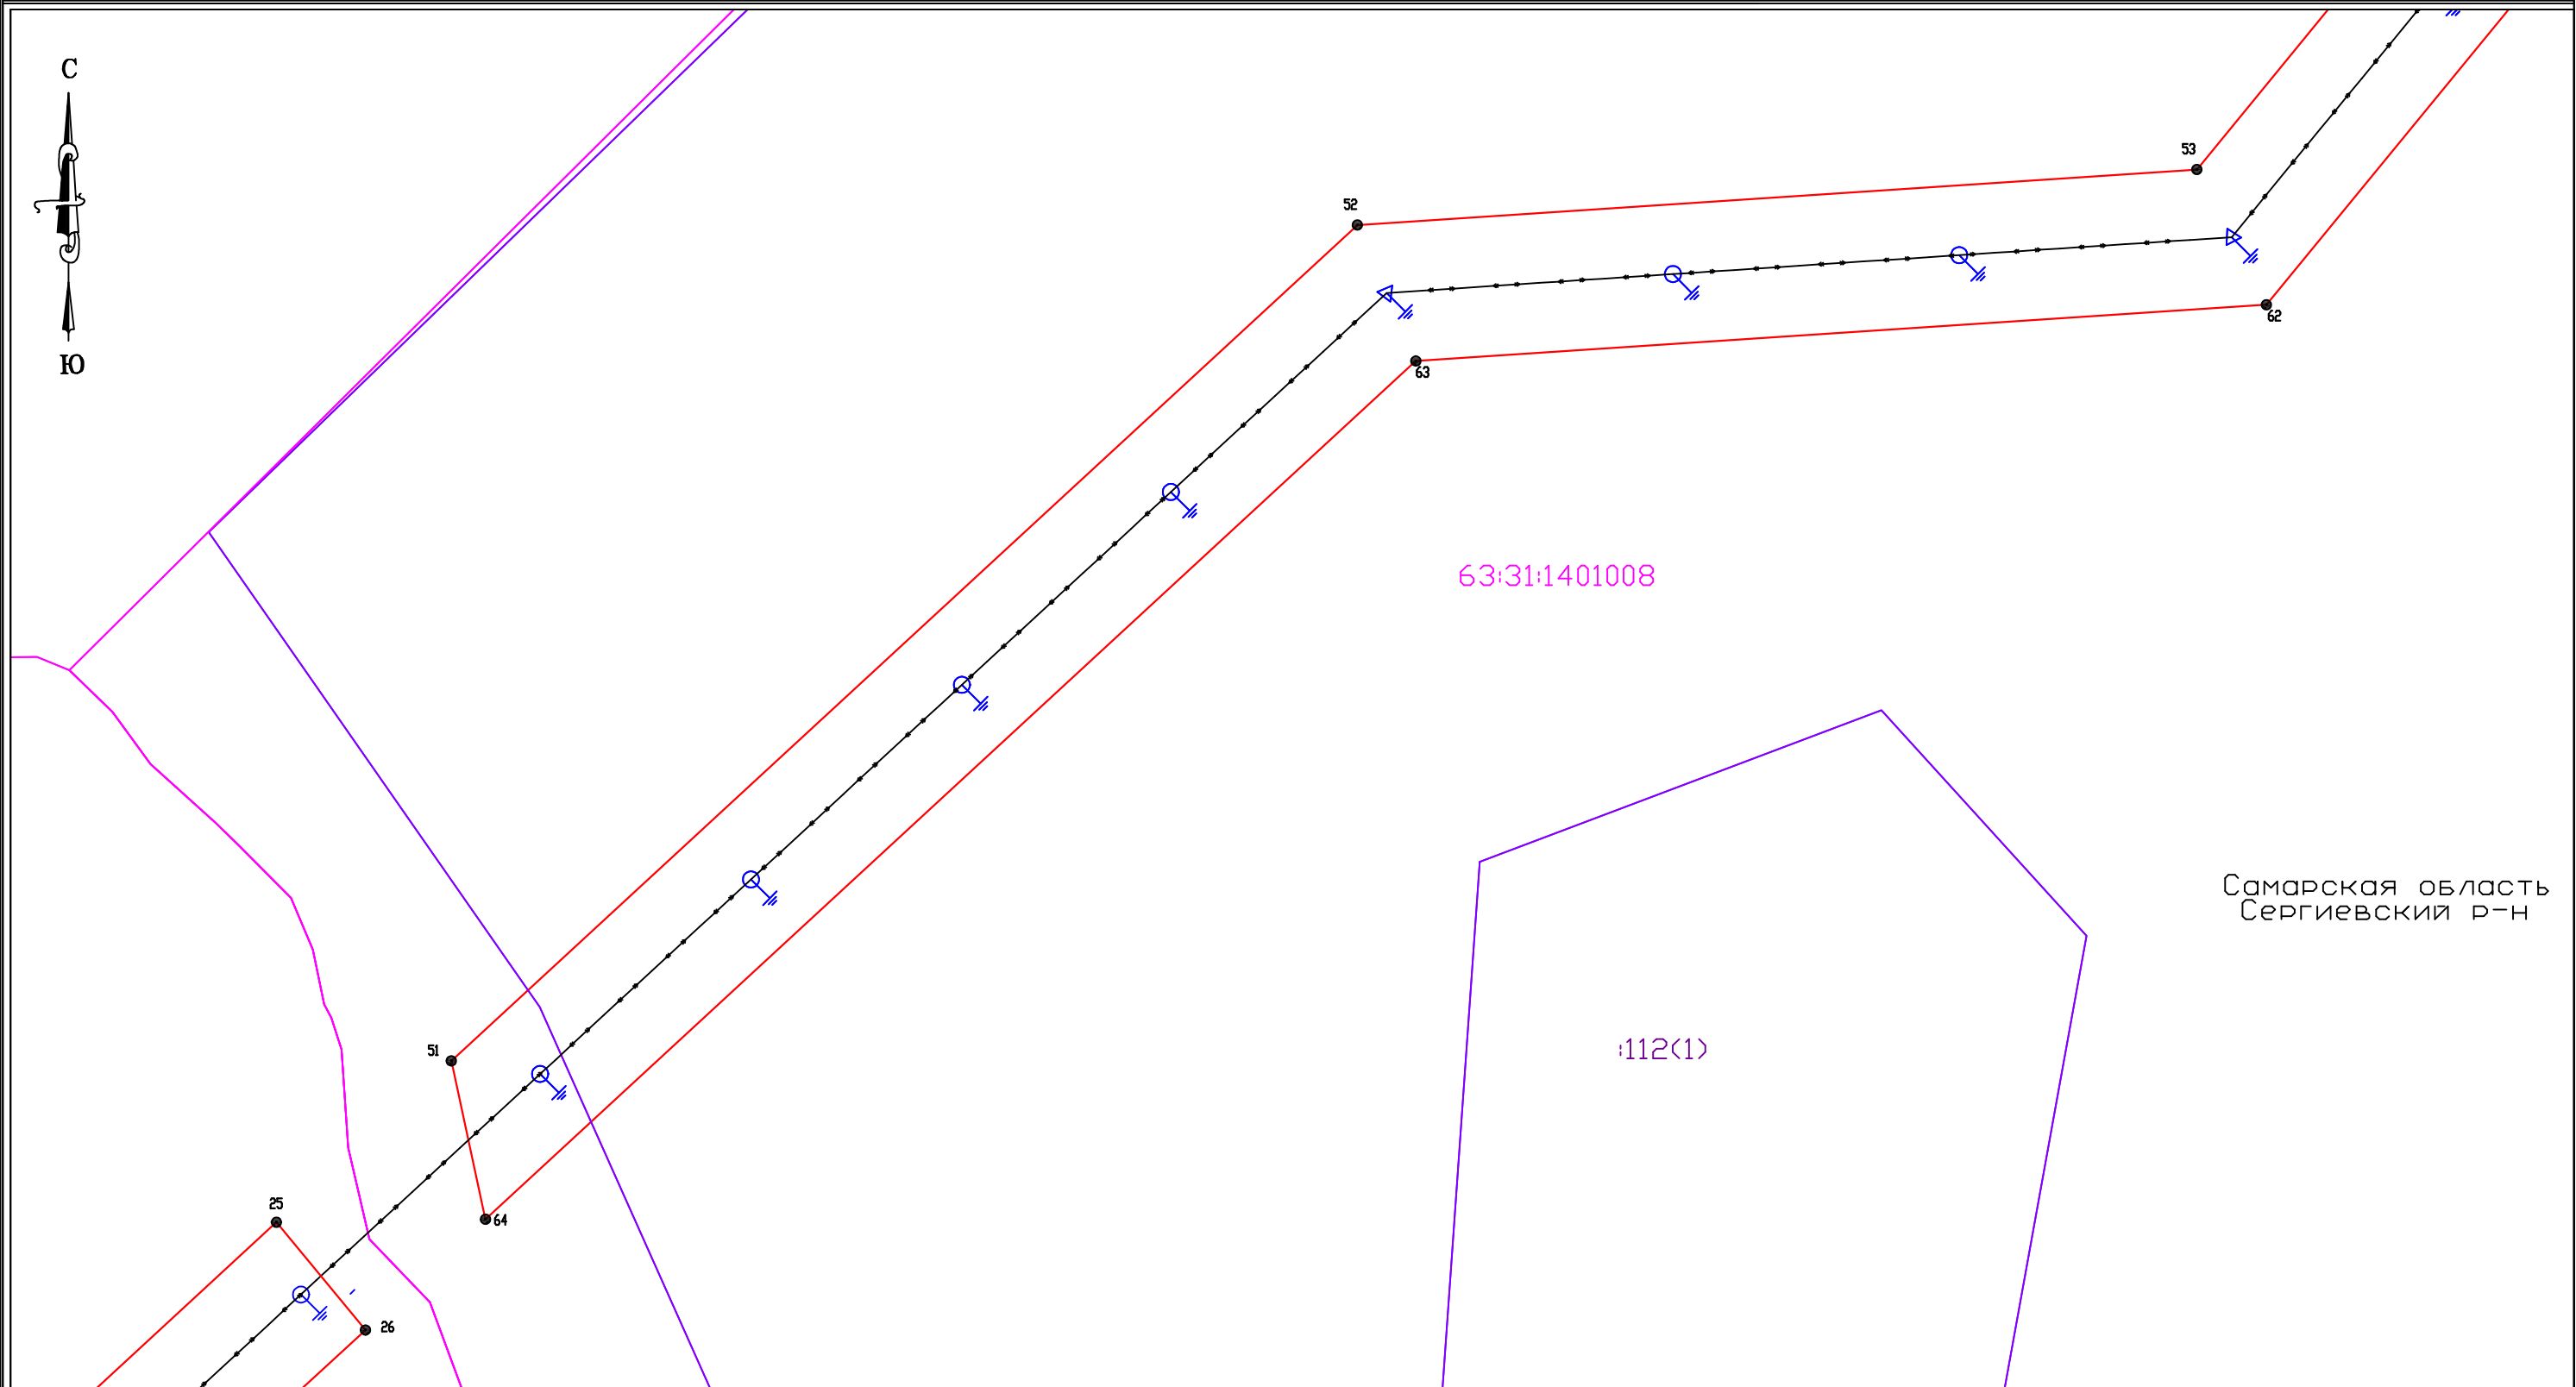 С
53
52
62
Ю
63
63:31:1401008
Самарская область
Сергиевский р-н
51
:112(1)
25
64
26